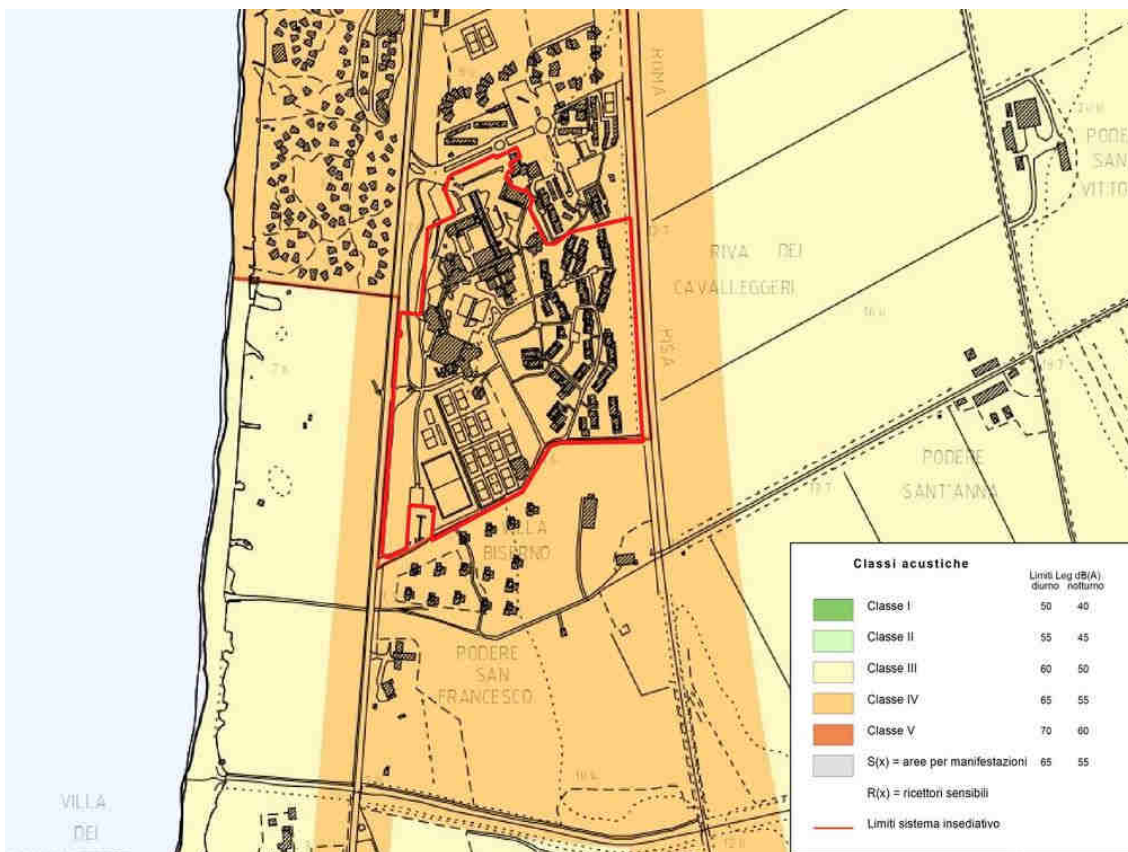 ROMA
PODE
SAN
VITTO
RIVA DEI
CAVALLEGGERI
PISA
PODERE
SANT'ANNA
VILLA
BISERNO
PODERE
SAN
FRANCESCO
VILLA
DEI
Classi acustiche
Limiti Leq dB(A)
diurno notturno
Classe I 50 40
Classe II 55 45
Classe III 60 50
Classe IV 65 55
Classe V 70 60
S(x) = aree per manifestazioni 65 55
R(x) = ricettori sensibili
Limiti sistema insediativo